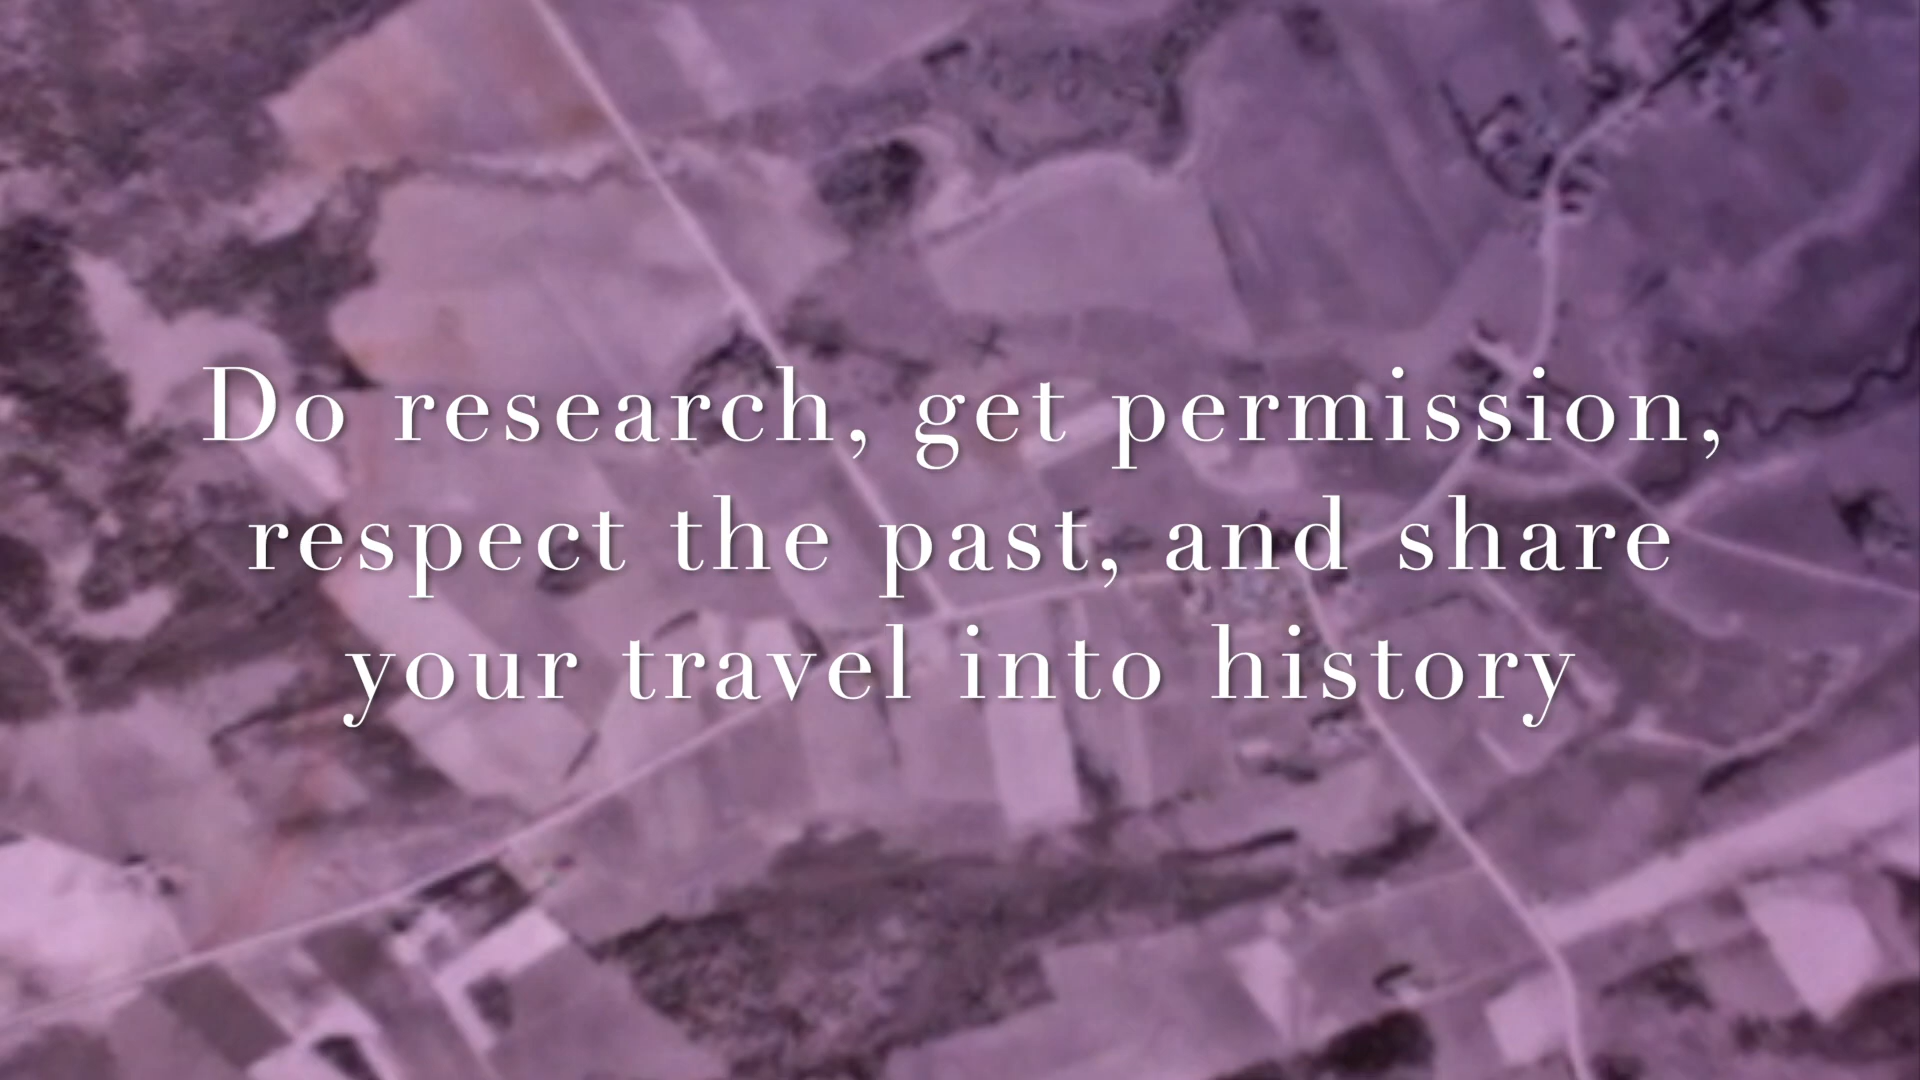 Do research, get permission,
respect the past, and share
your travel into history